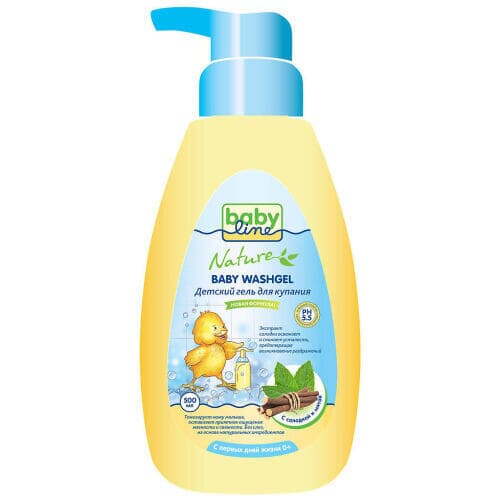 baby
line
Nature
BABY WASHGEL
Детский гель для купания
НОВАЯ ФОРМУЛА!
PH
5.5
Экстракт
солодки освежает
и снимает усталость,
предотвращая
возникновение раздражений
500
мл
С солодкой и мятой
Тонизирует кожу малыша,
оставляет приятное ощущение
мягкости и свежести. Без слез,
на основе натуральных ингредиентов
С первых дней жизни 0+